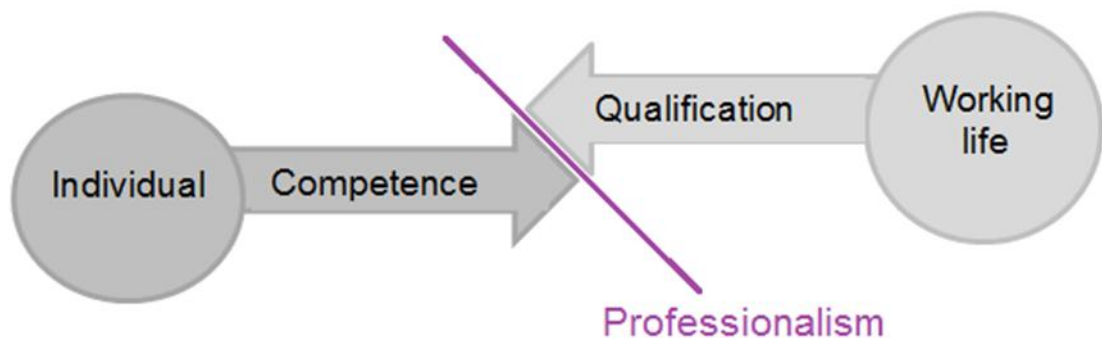 Individual
Competence
Qualification
Working
life
Professionalism